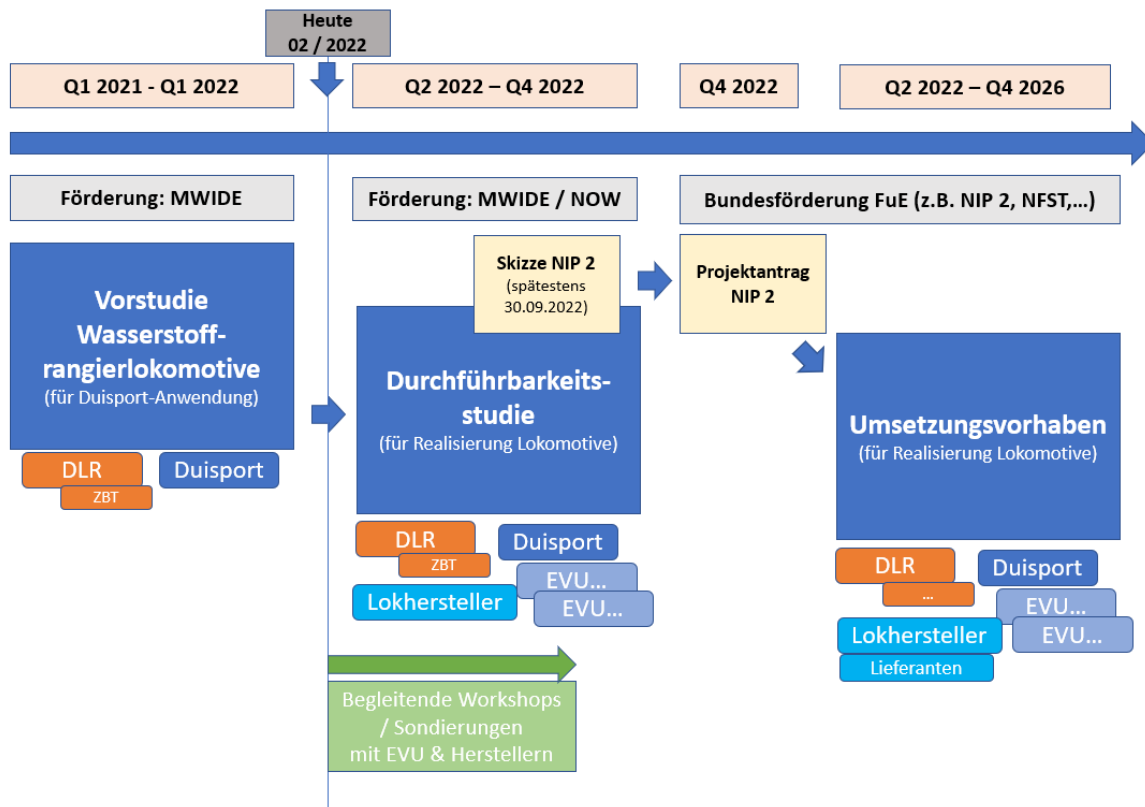 Heute
02 / 2022
Q1 2021 - Q1 2022
Q2 2022 – Q4 2022
Q4 2022
Q2 2022 – Q4 2026
Förderung: MWIDE
Förderung: MWIDE / NOW
Bundesförderung FuE (z.B. NIP 2, NFST,...)
Vorstudie
Wasserstoff-
rangierlokomotive
(für Duisport-Anwendung)
DLR
ZBT
Duisport
Skizze NIP 2
(spätestens
30.09.2022)
Projektantrag
NIP 2
Durchführbarkeits-
studie
(für Realisierung Lokomotive)
DLR
ZBT
Duisport
EVU...
EVU...
Lokhersteller
Umsetzungsvorhaben
(für Realisierung Lokomotive)
DLR
...
Duisport
EVU...
EVU...
Lokhersteller
Lieferanten
Begleitende Workshops
/ Sondierungen
mit EVU & Herstellern